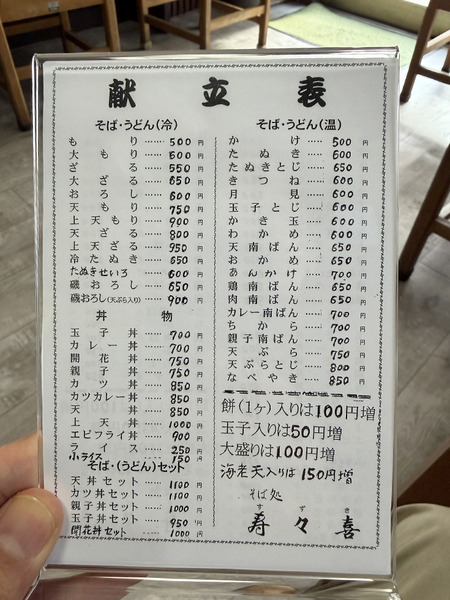 献立表
そば・うどん(冷)
もり……500円
大もり……600円
ざる……550円
大ざる……650円
おろし……600円
天もり……750円
上天もり……900円
天ざる……800円
上天ざる……950円
冷たぬき……650円
たぬきせいろ……600円
磯おろし……650円
磯おろし(天ぷら入り)……900円
丼物
玉子丼……700円
カレー丼……700円
開花丼……750円
親子丼……750円
カツ丼……850円
カツカレー丼……850円
天丼……850円
上天丼……1000円
エビフライ丼……900円
ライス……250円
小ライス……150円
そば・(うどん)セット
天丼セット……1100円
カツ丼セット……1100円
親子丼セット……1000円
玉子丼セット……950円
開花丼セット……1000円
そば・うどん(温)
かけ……500円
たぬき……600円
たぬきとじ……650円
きつね……600円
月見……600円
玉子とじ……650円
かき玉……650円
わかめ……600円
天南ばん……650円
おかめ……650円
あんかけ……700円
鶏南ばん……650円
肉南ばん……650円
カレー南ばん……700円
ちから……700円
親子南ばん……700円
天ぷら……750円
天ぷらとじ……800円
なべやき……850円
餅(1ヶ)入りは100円増
玉子入りは50円増
大盛りは100円増
海老天入りは150円増
そば処
すずき
寿々喜